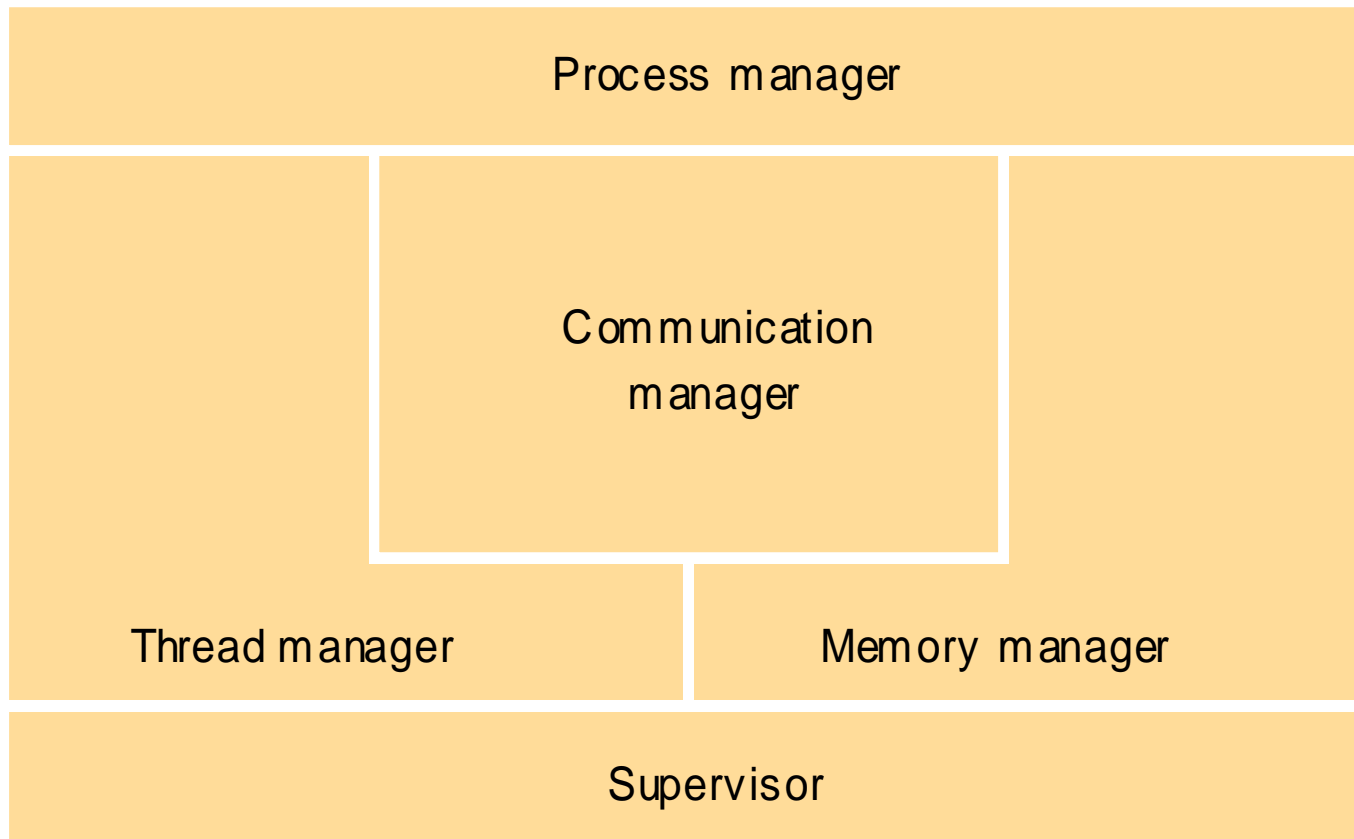 Process manager
Communication
manager
Thread manager
Memory manager
Supervisor